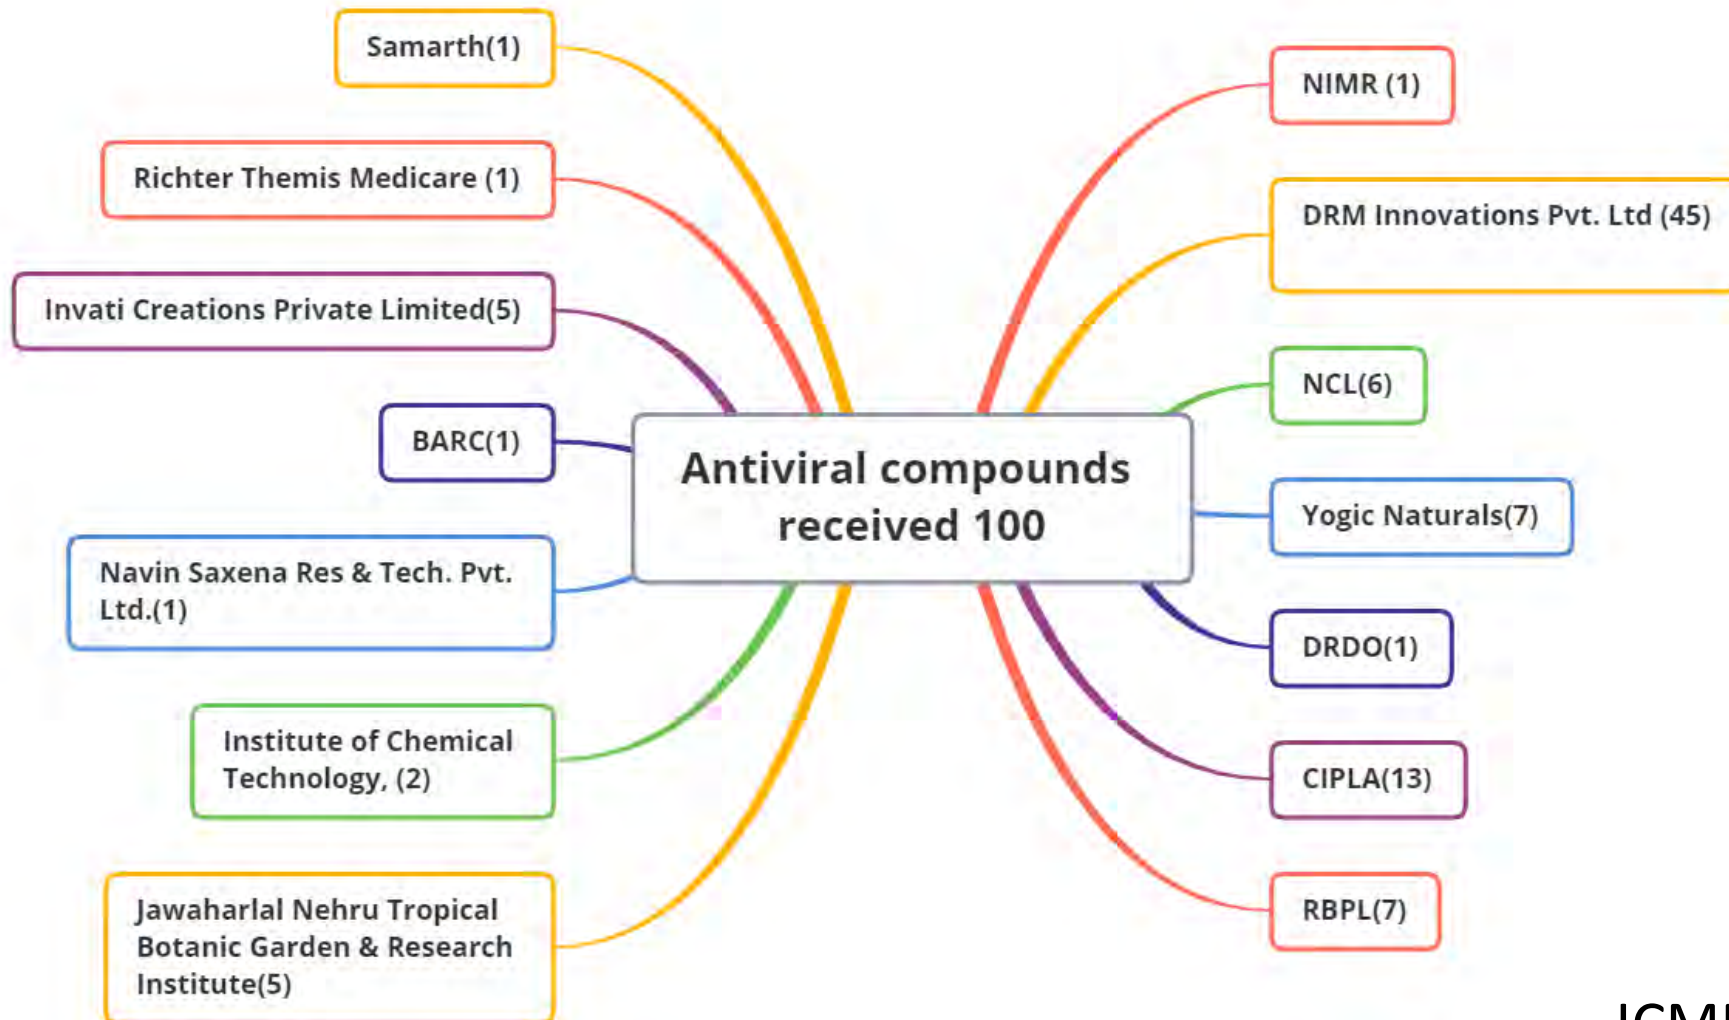 Samarth(1)
Richter Themis Medicare (1)
Invati Creations Private Limited(5)
BARC(1)
Navin Saxena Res & Tech. Pvt.
Ltd.(1)
Institute of Chemical
Technology, (2)
Jawaharlal Nehru Tropical
Botanic Garden & Research
Institute(5)
Antiviral compounds
received 100
NIMR (1)
DRM Innovations Pvt. Ltd (45)
NCL(6)
Yogic Naturals(7)
DRDO(1)
CIPLA(13)
RBPL(7)